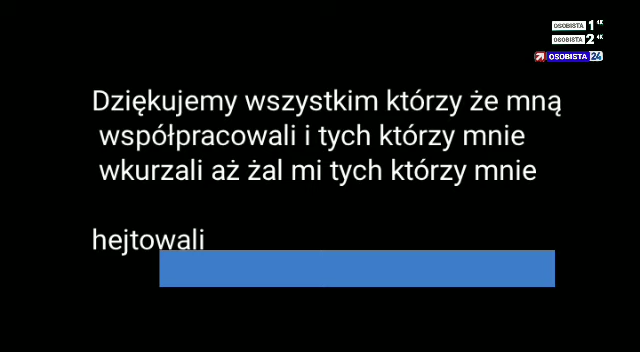 OSOBISTA 1 4K
OSOBISTA 2 4K
OSOBISTA 24
Dziękujemy wszystkim którzy że mną
współpracowali i tych którzy mnie
wkurzali aż żal mi tych którzy mnie
hejtowali